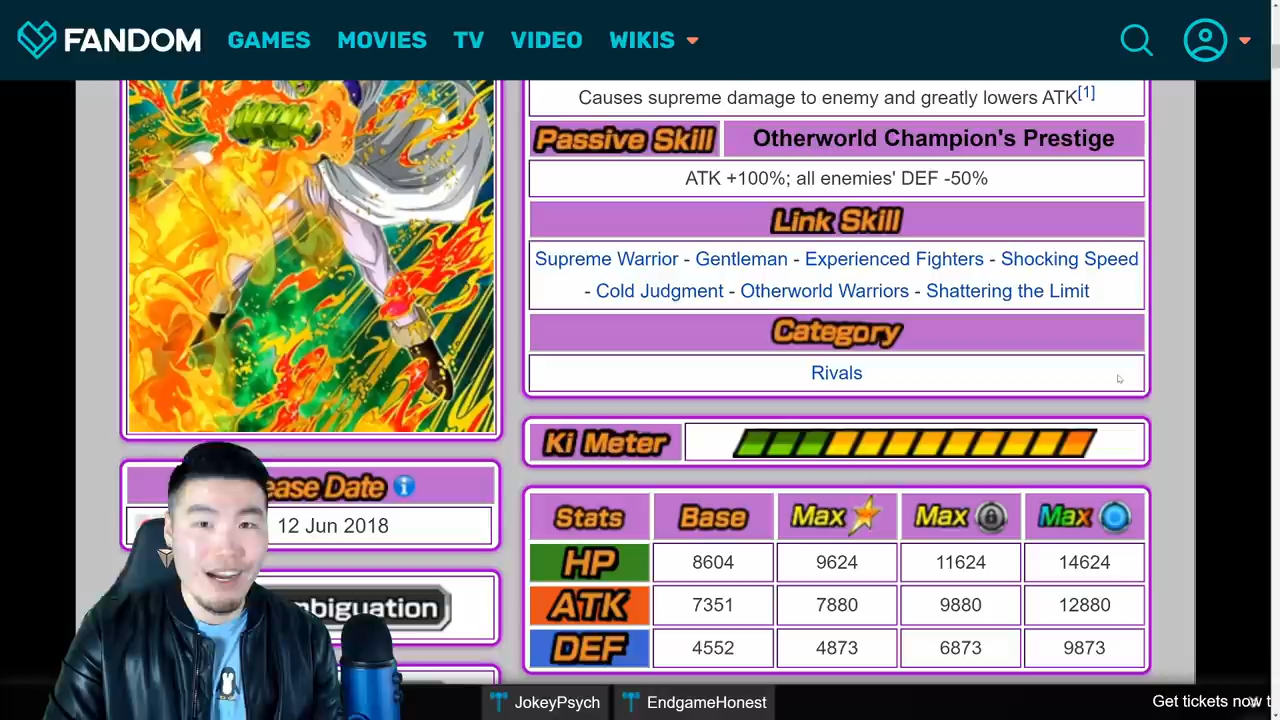 FANDOM GAMES MOVIES TV VIDEO WIKIS
Causes supreme damage to enemy and greatly lowers ATK[1]
Passive Skill Otherworld Champion's Prestige
ATK +100%; all enemies' DEF -50%
Link Skill
Supreme Warrior - Gentleman - Experienced Fighters - Shocking Speed
- Cold Judgment - Otherworld Warriors - Shattering the Limit
Category
Rivals
Ki Meter
ease Date
12 Jun 2018
mbiguation
Stats Base Max Max Max
HP 8604 9624 11624 14624
ATK 7351 7880 9880 12880
DEF 4552 4873 6873 9873
JokeyPsych EndgameHonest Get tickets now t